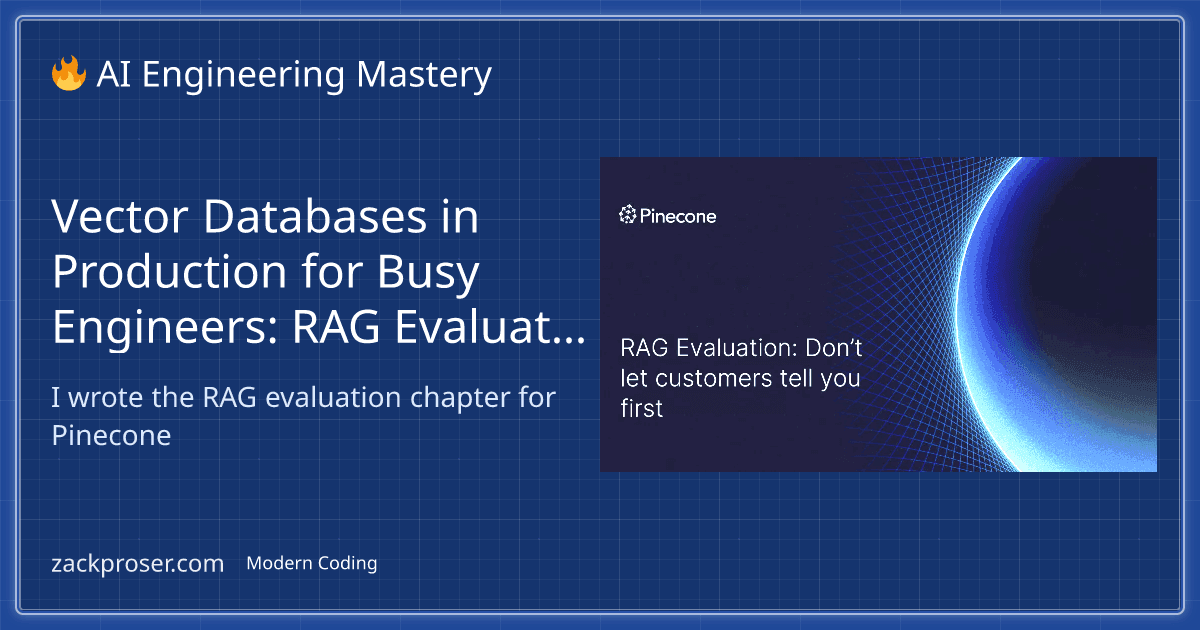 🔥 AI Engineering Mastery
Vector Databases in
Production for Busy
Engineers: RAG Evaluat...
I wrote the RAG evaluation chapter for
Pinecone
Pinecone
RAG Evaluation: Don’t
let customers tell you
first
zackproser.com
Modern Coding